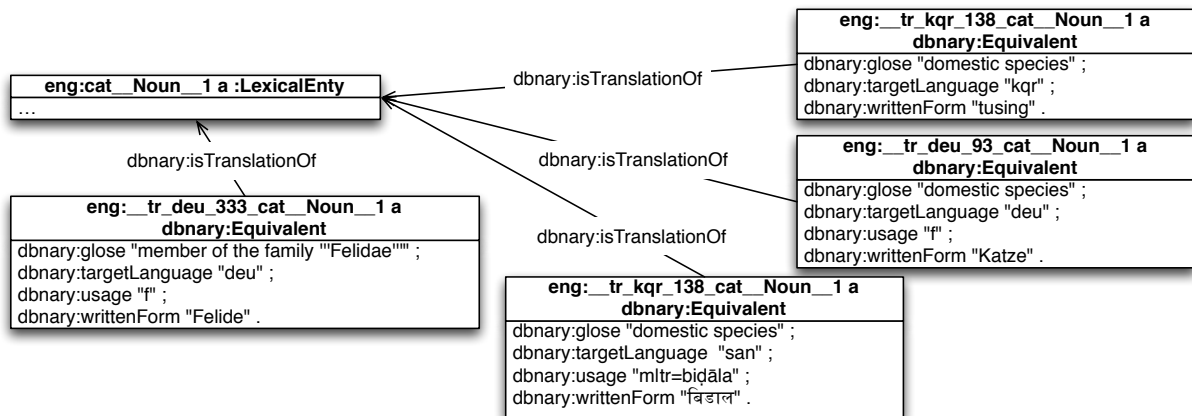 eng:__tr_kqr_138_cat__Noun__1 a
dbnary:Equivalent
dbnary:glose "domestic species" ;
dbnary:targetLanguage "kqr" ;
dbnary:writtenForm "tusing" .
dbnary:isTranslationOf
eng:cat__Noun__1 a :LexicalEnty
...
dbnary:isTranslationOf
dbnary:isTranslationOf
eng:__tr_deu_93_cat__Noun__1 a
dbnary:Equivalent
dbnary:glose "domestic species" ;
dbnary:targetLanguage "deu" ;
dbnary:usage "f" ;
dbnary:writtenForm "Katze" .
eng:__tr_deu_333_cat__Noun__1 a
dbnary:Equivalent
dbnary:glose "member of the family '''Felidae'''" ;
dbnary:targetLanguage "deu" ;
dbnary:usage "f" ;
dbnary:writtenForm "Felide" .
dbnary:isTranslationOf
eng:__tr_kqr_138_cat__Noun__1 a
dbnary:Equivalent
dbnary:glose "domestic species" ;
dbnary:targetLanguage "san" ;
dbnary:usage "mltr=biḍāla" ;
dbnary:writtenForm "बिडाल" .